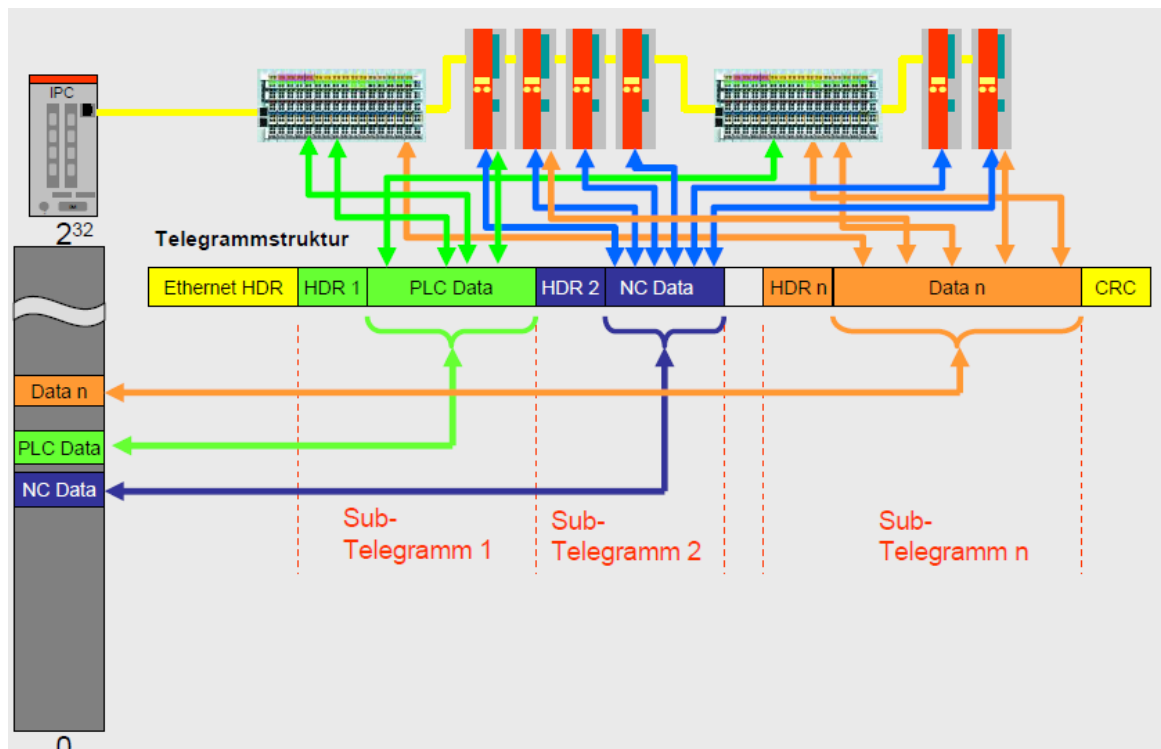 IPC
2³²
Telegrammstruktur
Ethernet HDR
HDR 1
PLC Data
HDR 2
NC Data
HDR n
Data n
CRC
Data n
PLC Data
NC Data
Sub-
Telegramm 1
Sub-
Telegramm 2
Sub-
Telegramm n
0